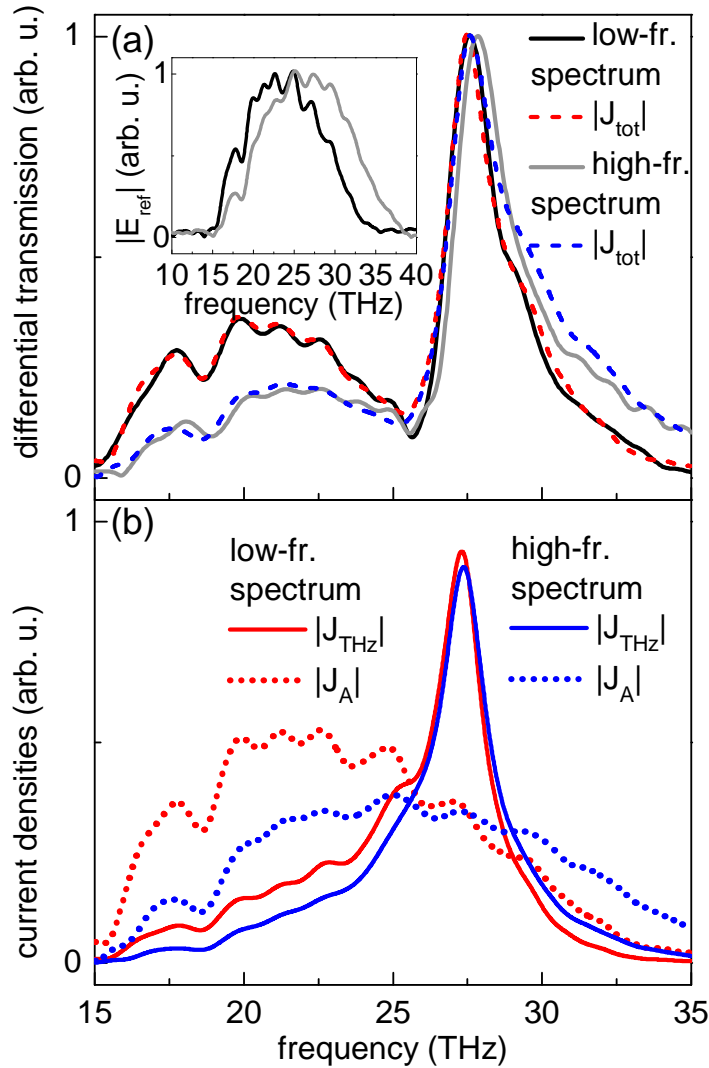 (a)
1
0
differential transmission (arb. u.)
low-fr.
spectrum
|J_tot|
high-fr.
spectrum
|J_tot|
1
0
|E_ref| (arb. u.)
10 15 20 25 30 35 40
frequency (THz)
(b)
1
0
current densities (arb. u.)
low-fr.
spectrum
|J_THz|
|J_A|
high-fr.
spectrum
|J_THz|
|J_A|
15 20 25 30 35
frequency (THz)